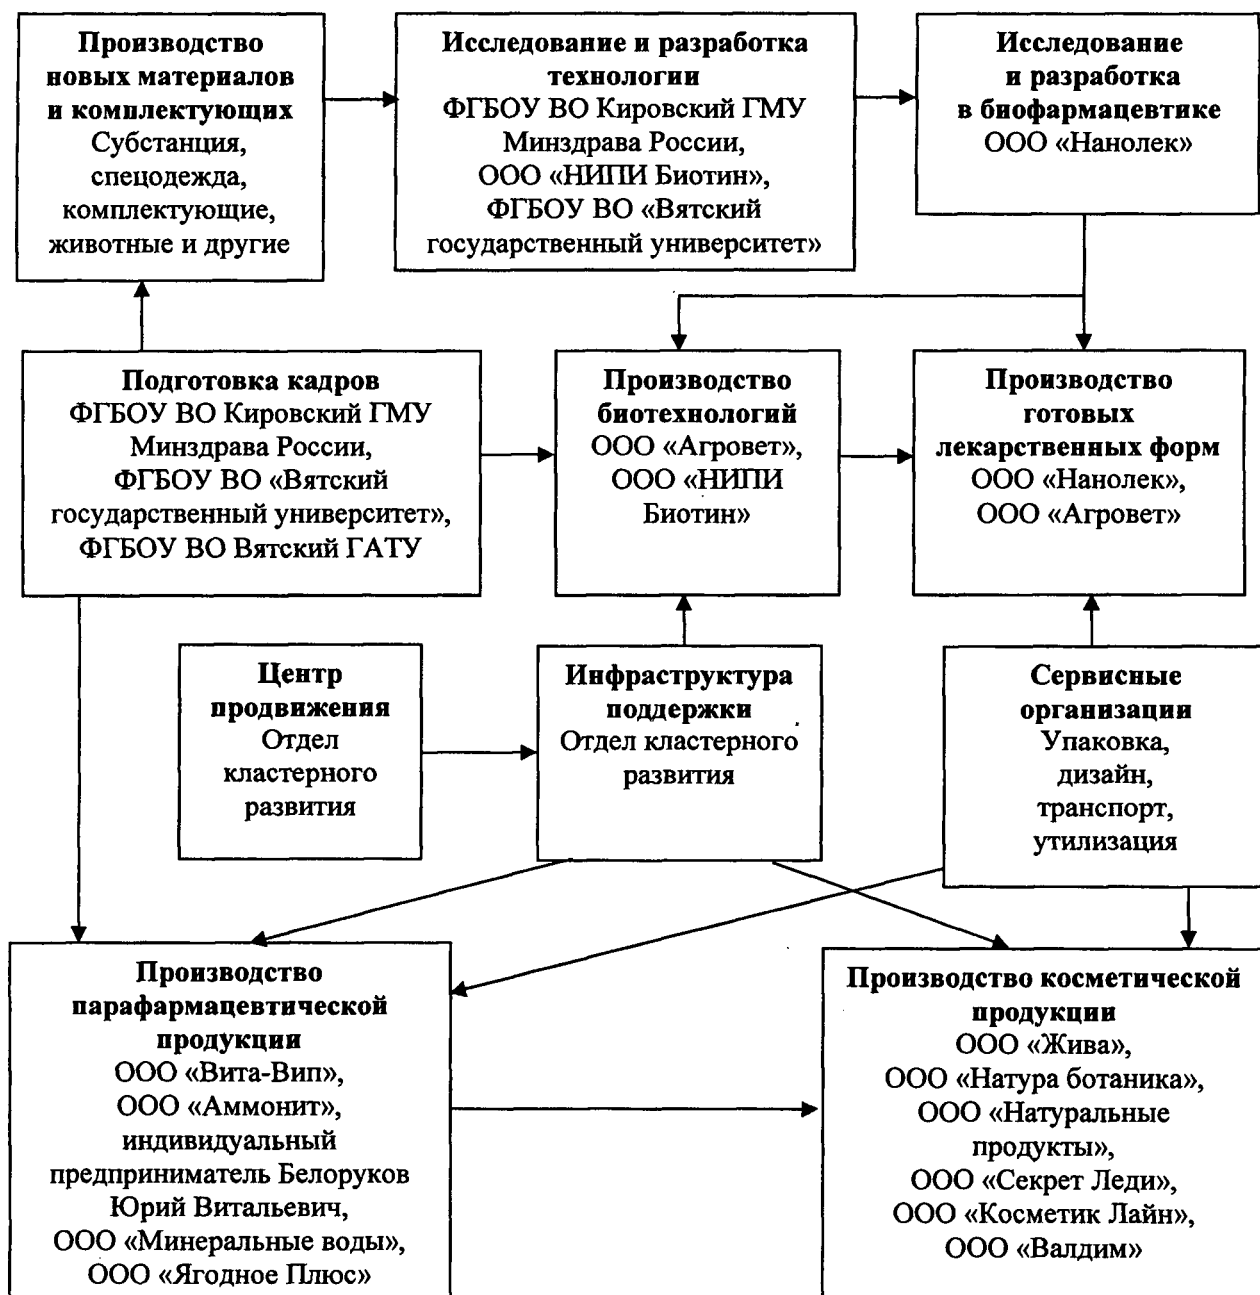 Производство
новых материалов
и комплектующих
Субстанция,
спецодежда,
комплектующие,
животные и другие
Исследование и разработка
технологии
ФГБОУ ВО Кировский ГМУ
Минздрава России,
ООО «НИПИ Биотин»,
ФГБОУ ВО «Вятский
государственный университет»
Исследование
и разработка
в биофармацевтике
ООО «Нанолек»
Подготовка кадров
ФГБОУ ВО Кировский ГМУ
Минздрава России,
ФГБОУ ВО «Вятский
государственный университет»,
ФГБОУ ВО Вятский ГАТУ
Производство
биотехнологий
ООО «Агровет»,
ООО «НИПИ
Биотин»
Производство
готовых
лекарственных форм
ООО «Нанолек»,
ООО «Агровет»
Центр
продвижения
Отдел
кластерного
развития
Инфраструктура
поддержки
Отдел кластерного
развития
Сервисные
организации
Упаковка,
дизайн,
транспорт,
утилизация
Производство
парафармацевтической
продукции
ООО «Вита-Вип»,
ООО «Аммонит»,
индивидуальный
предприниматель Белоруков
Юрий Витальевич,
ООО «Минеральные воды»,
ООО «Ягодное Плюс»
Производство косметической
продукции
ООО «Жива»,
ООО «Натура ботаника»,
ООО «Натуральные
продукты»,
ООО «Секрет Леди»,
ООО «Косметик Лайн»,
ООО «Валдим»